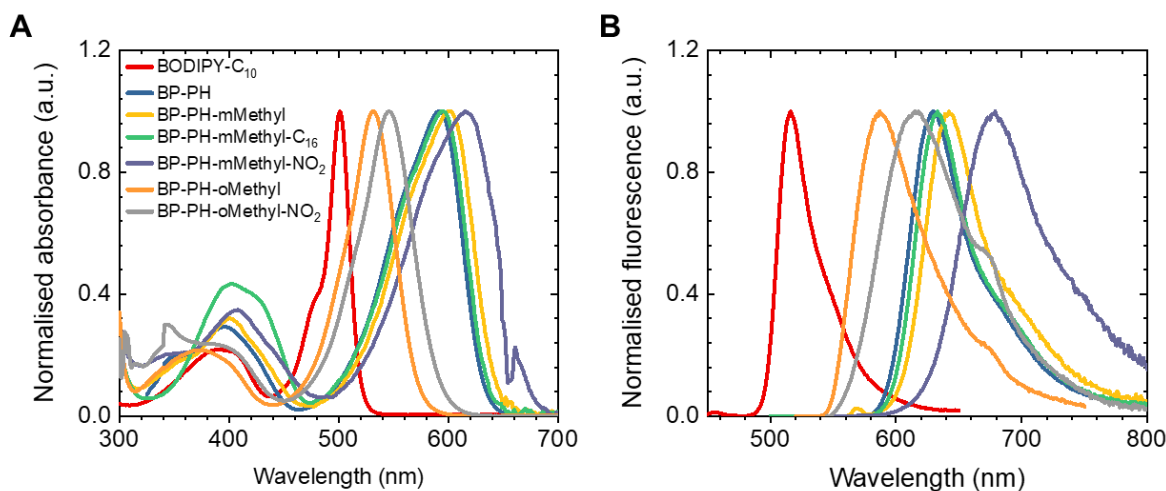 A
B
1.2
0.8
0.4
0.0
Normalised absorbance (a.u.)
BODIPY-C10
BP-PH
BP-PH-mMethyl
BP-PH-mMethyl-C16
BP-PH-mMethyl-NO2
BP-PH-oMethyl
BP-PH-oMethyl-NO2
300
400
500
600
700
Wavelength (nm)
1.2
0.8
0.4
0.0
Normalised fluorescence (a.u.)
500
600
700
800
Wavelength (nm)